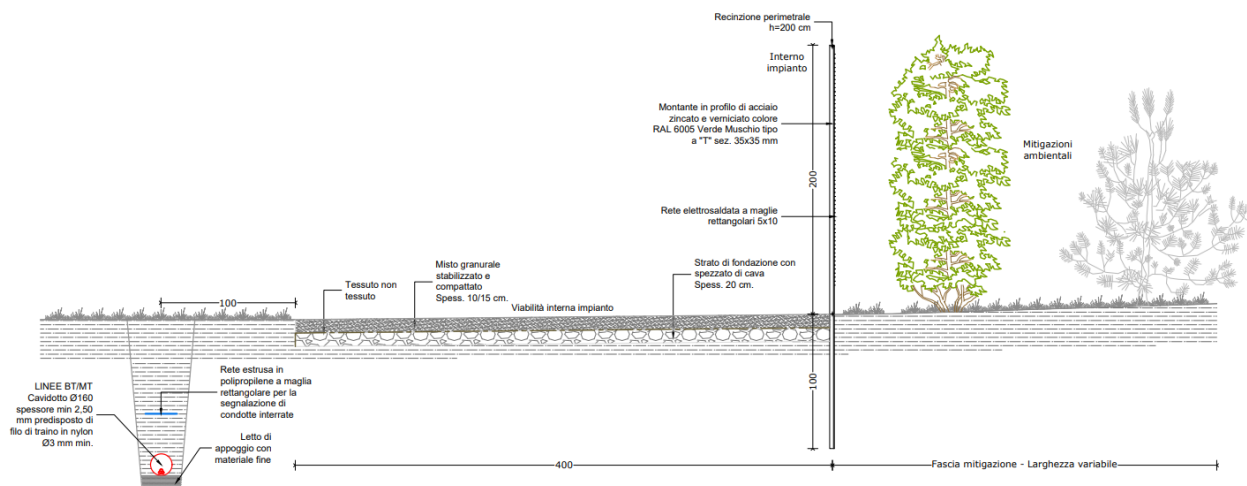 Recinzione perimetrale
h=200 cm
Interno
impianto
Montante in profilo di acciaio
zincato e verniciato colore
RAL 6005 Verde Muschio tipo
a "T" sez. 35x35 mm
Mitigazioni
ambientali
200
Rete elettrosaldata a maglie
rettangolari 5x10
Misto granurale
stabilizzato e
compattato
Spess. 10/15 cm.
Strato di fondazione con
spezzato di cava
Spess. 20 cm.
Tessuto non
tessuto
100
Viabilità interna impianto
Rete estrusa in
polipropilene a maglia
rettangolare per la
segnalazione di
condotte interrate
LINEE BT/MT
Cavidotto Ø160
spessore min 2,50
mm predisposto di
filo di traino in nylon
Ø3 mm min.
100
Letto di
appoggio con
materiale fine
400
Fascia mitigazione - Larghezza variabile